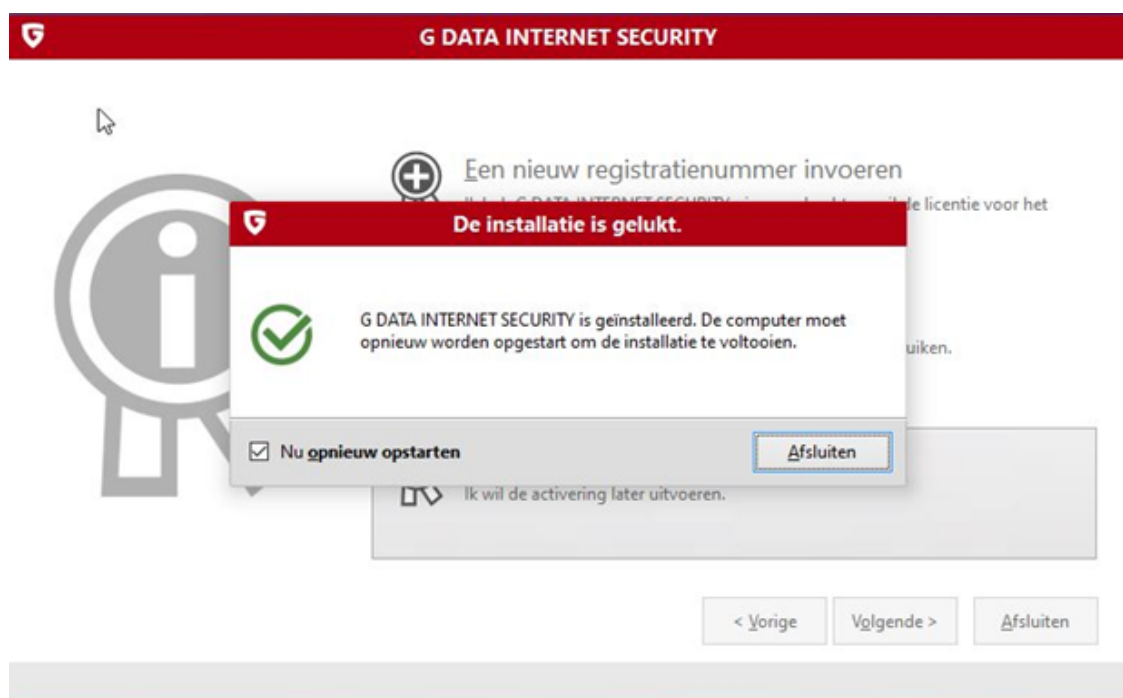 G DATA INTERNET SECURITY
Een nieuw registratienummer invoeren
de licentie voor het
De installatie is gelukt.
G DATA INTERNET SECURITY is geïnstalleerd. De computer moet
opnieuw worden opgestart om de installatie te voltooien.
Nu opnieuw opstarten
Afsluiten
Ik wil de activering later uitvoeren.
< Vorige
Volgende >
Afsluiten